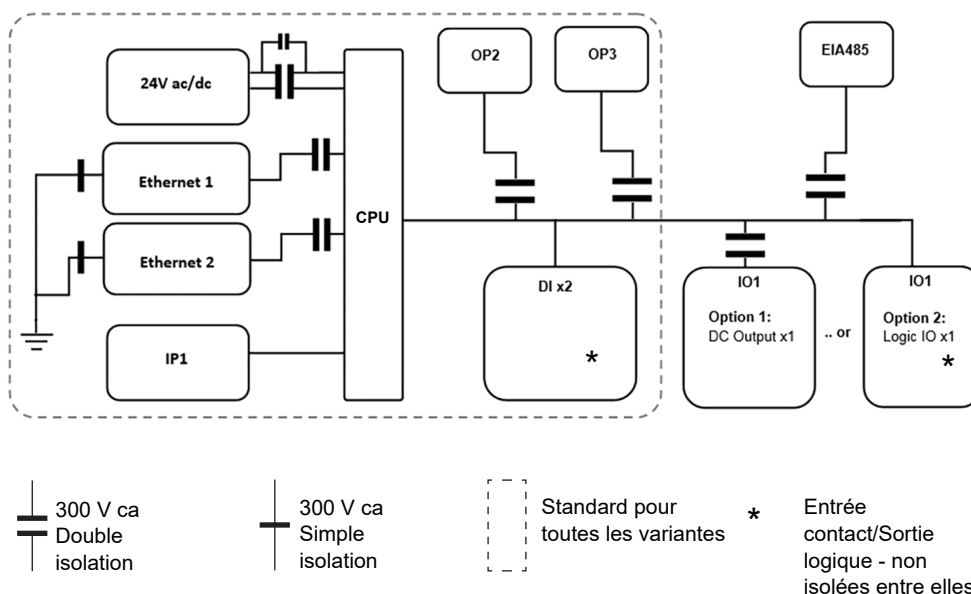 24V ac/dc
OP2
OP3
EIA485
Ethernet 1
CPU
Ethernet 2
DI x2
*
IO1
Option 1:
DC Output x1
.. or
IO1
Option 2:
Logic IO x1
*
IP1
300 V ca
Double
isolation
300 V ca
Simple
isolation
Standard pour
toutes les variantes
*
Entrée
contact/Sortie
logique - non
isolées entre elles